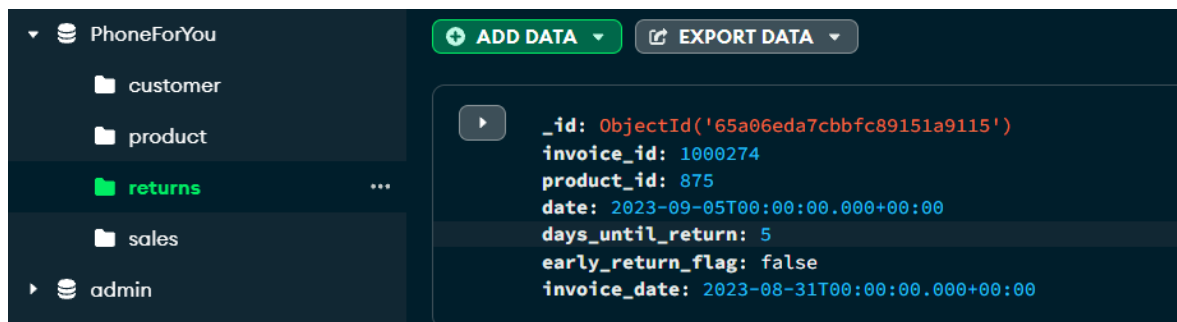 PhoneForYou
customer
product
returns
sales
admin
ADD DATA
EXPORT DATA
_id: ObjectId('65a06eda7cbbfc89151a9115')
invoice_id: 1000274
product_id: 875
date: 2023-09-05T00:00:00.000+00:00
days_until_return: 5
early_return_flag: false
invoice_date: 2023-08-31T00:00:00.000+00:00